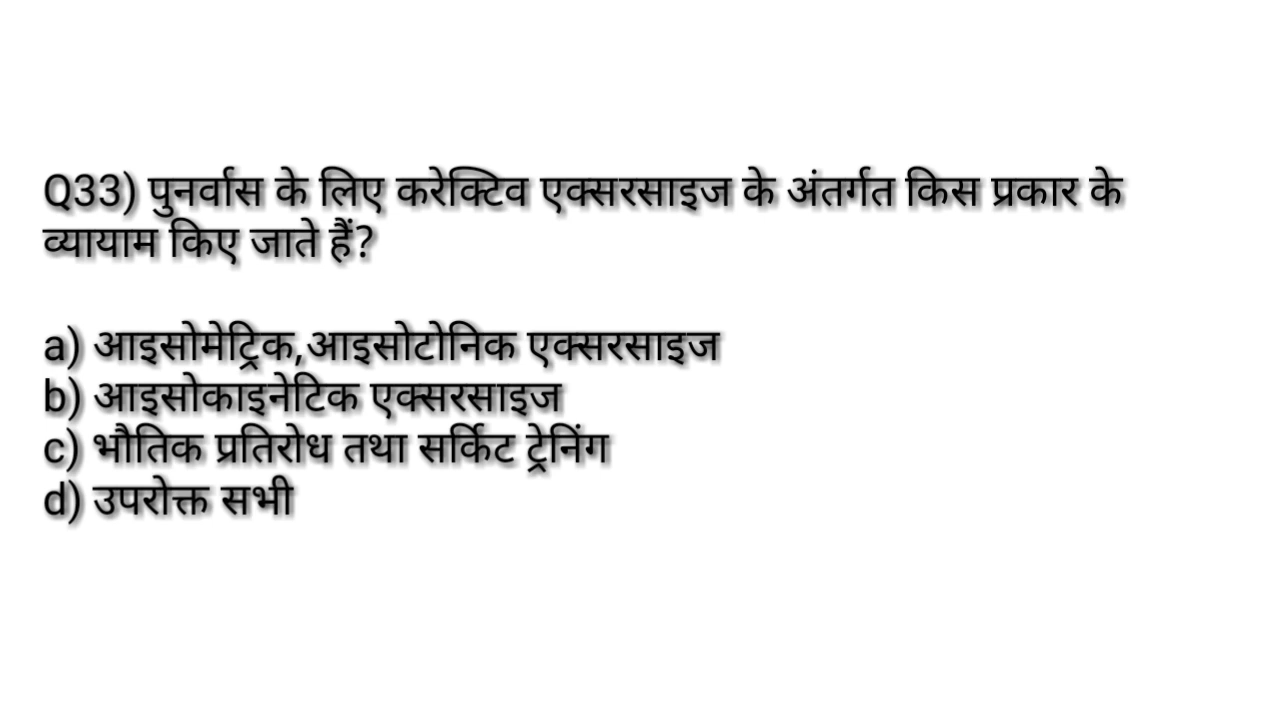 Q33) पुनर्वास के लिए करेक्टिव एक्सरसाइज के अंतर्गत किस प्रकार के
व्यायाम किए जाते हैं?
a) आइसोमेट्रिक,आइसोटोनिक एक्सरसाइज
b) आइसोकाइनेटिक एक्सरसाइज
c) भौतिक प्रतिरोध तथा सर्किट ट्रेनिंग
d) उपरोक्त सभी